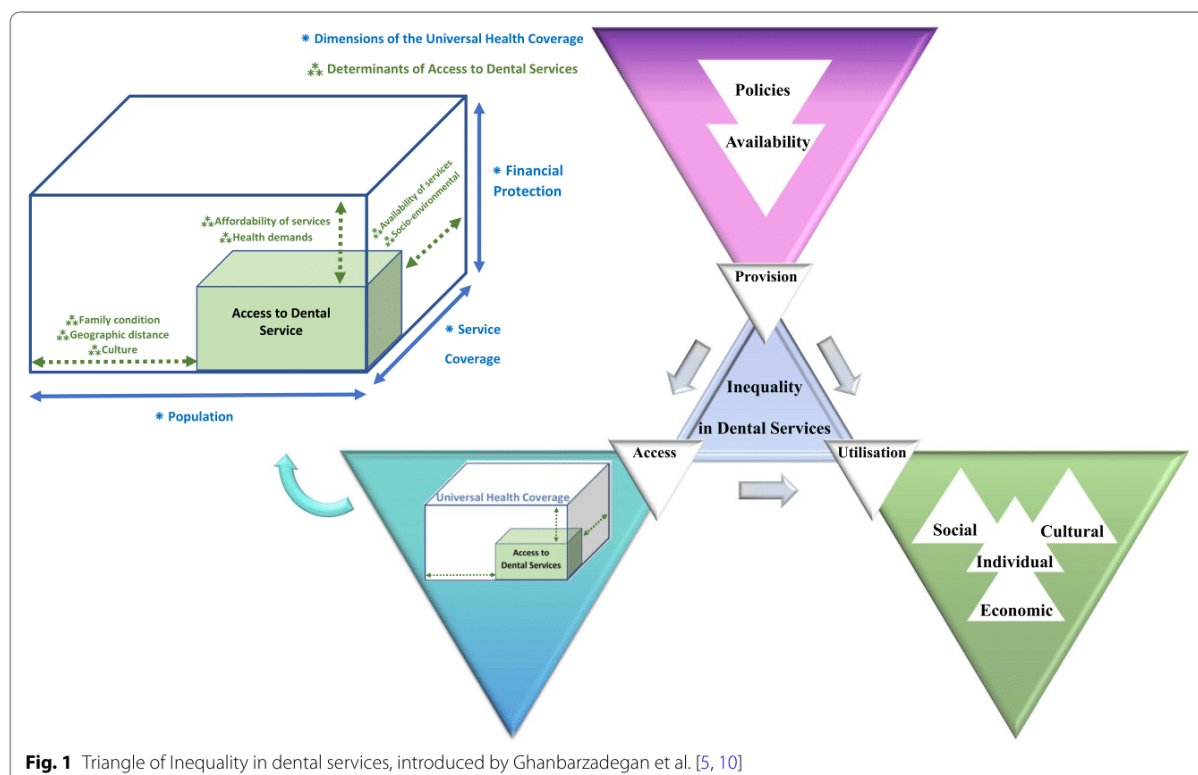 * Dimensions of the Universal Health Coverage
⁂ Determinants of Access to Dental Services
* Financial
Protection
⁂Availability of services
⁂Socio-environmental
⁂Affordability of services
⁂Health demands
Access to Dental
Service
⁂Family condition
⁂Geographic distance
⁂Culture
* Service
Coverage
* Population
Policies
Availability
Provision
Inequality
in Dental Services
Access
Utilisation
Universal Health Coverage
Access to
Dental Services
Social
Cultural
Individual
Economic
Fig. 1 Triangle of Inequality in dental services, introduced by Ghanbarzadegan et al. [5, 10]